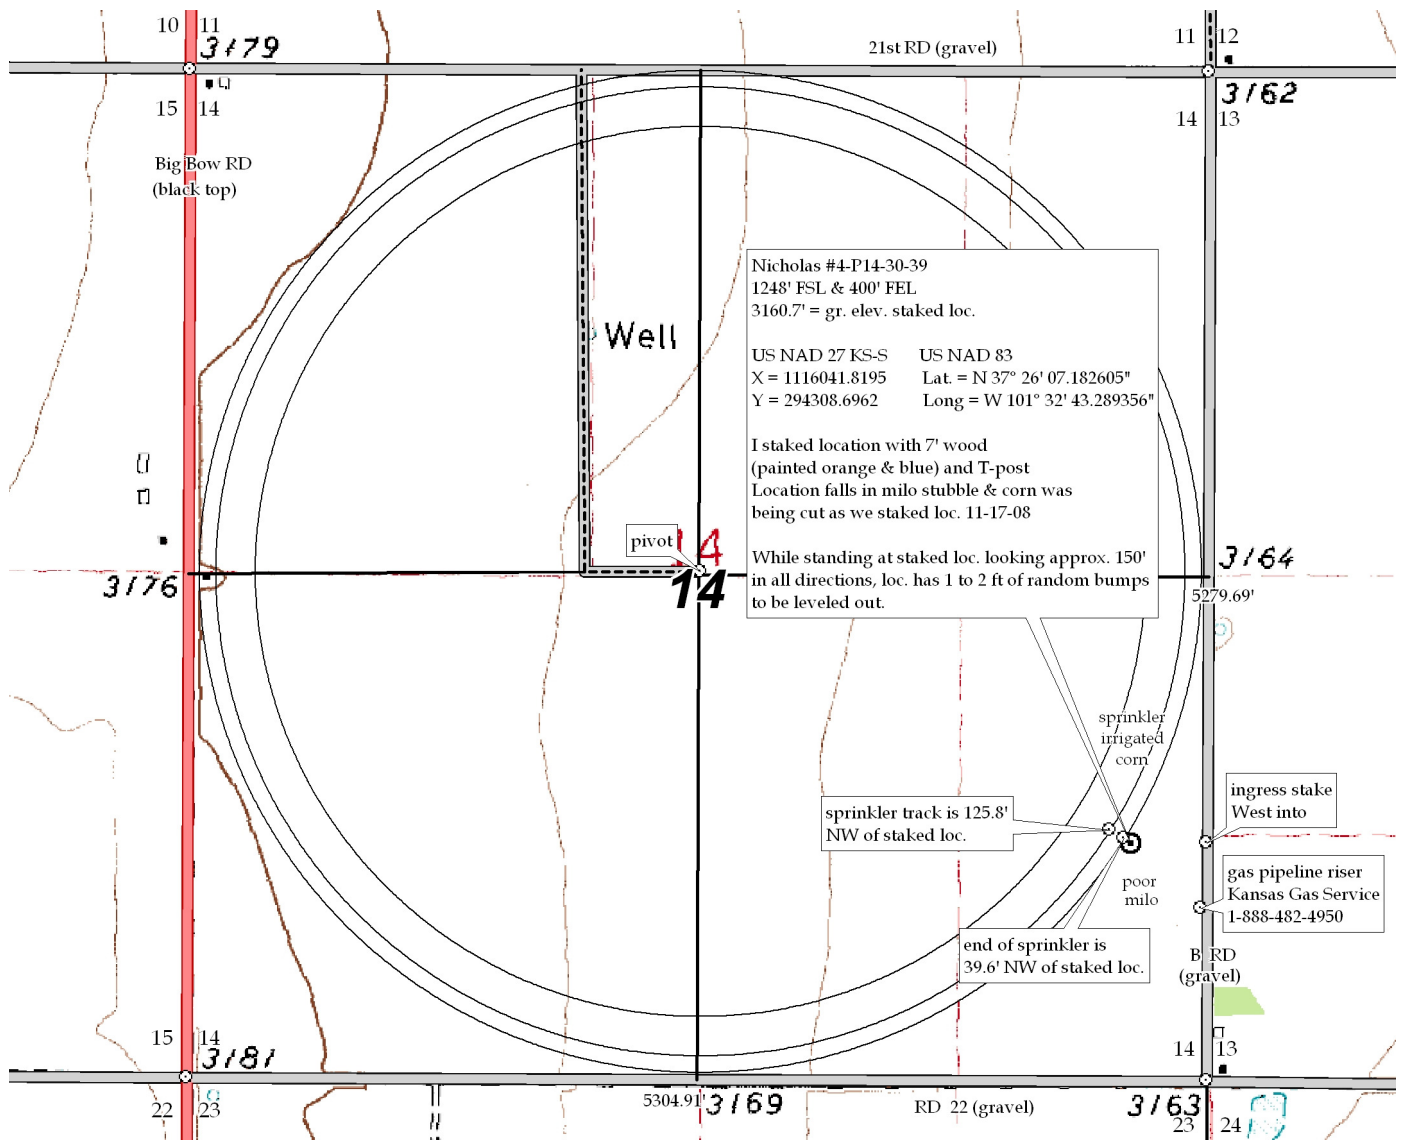 10 11
3179
21st RD (gravel)
11 12
3162
15 14
14 13
Big Bow RD
(black top)
Well
Nicholas #4-P14-30-39
1248' FSL & 400' FEL
3160.7' = gr. elev. staked loc.
US NAD 27 KS-S US NAD 83
X = 1116041.8195 Lat. = N 37° 26' 07.182605"
Y = 294308.6962 Long = W 101° 32' 43.289356"
I staked location with 7' wood
(painted orange & blue) and T-post
Location falls in milo stubble & corn was
being cut as we staked loc. 11-17-08
While standing at staked loc. looking approx. 150'
in all directions, loc. has 1 to 2 ft of random bumps
to be leveled out.
pivot
14
14
3176
3164
5279.69'
sprinkler
irrigated
corn
sprinkler track is 125.8'
NW of staked loc.
ingress stake
West into
poor
milo
gas pipeline riser
Kansas Gas Service
1-888-482-4950
end of sprinkler is
39.6' NW of staked loc.
B RD
(gravel)
15 14
3181
14 13
22 23
5304.91'
3169
RD 22 (gravel)
3163
23 24